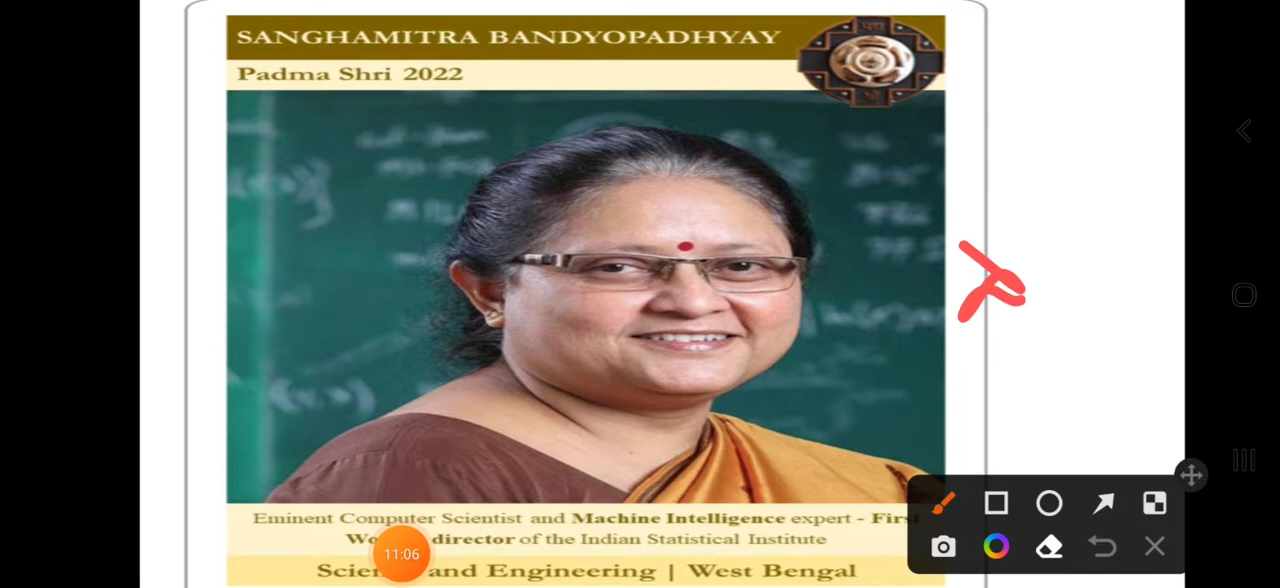 SANGHAMITRA BANDYOPADHYAY
Padma Shri 2022
Eminent Computer Scientist and Machine Intelligence expert - First
director of the Indian Statistical Institute
and Engineering | West Bengal
11:06